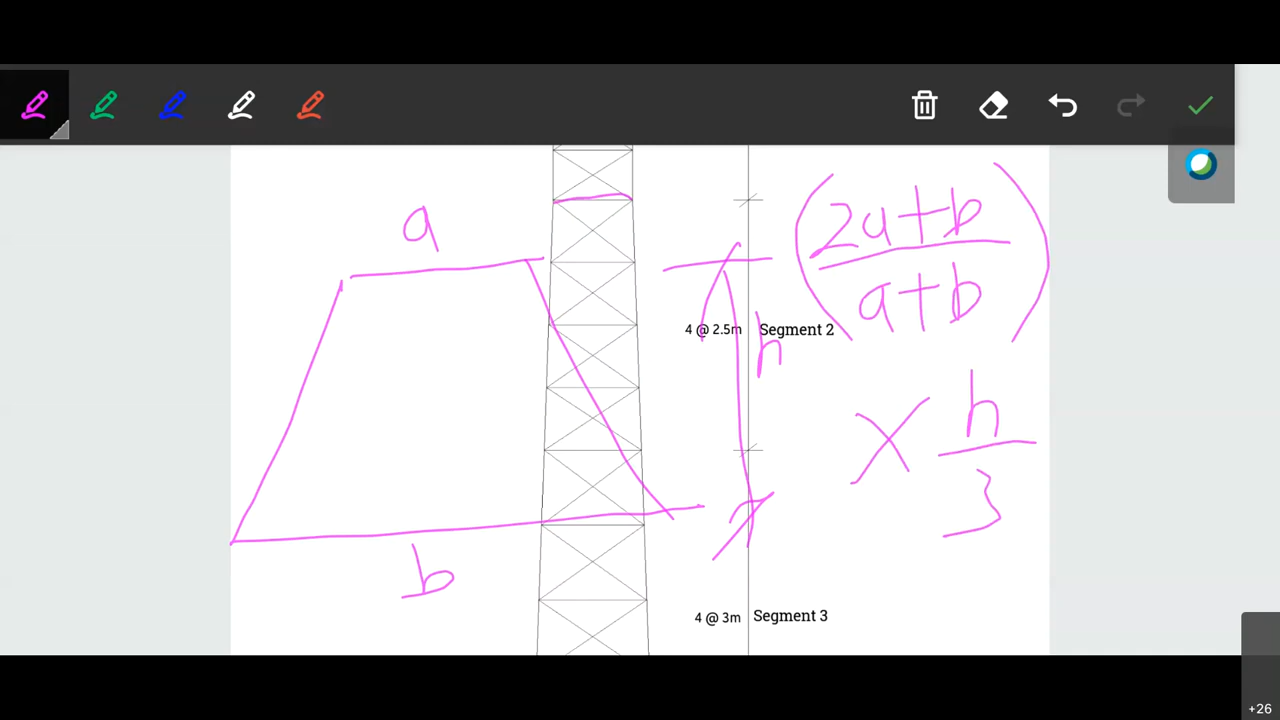 a
2a+b
a+b
4 @ 2.5m Segment 2
h
× h
3
b
4 @ 3m Segment 3
+26